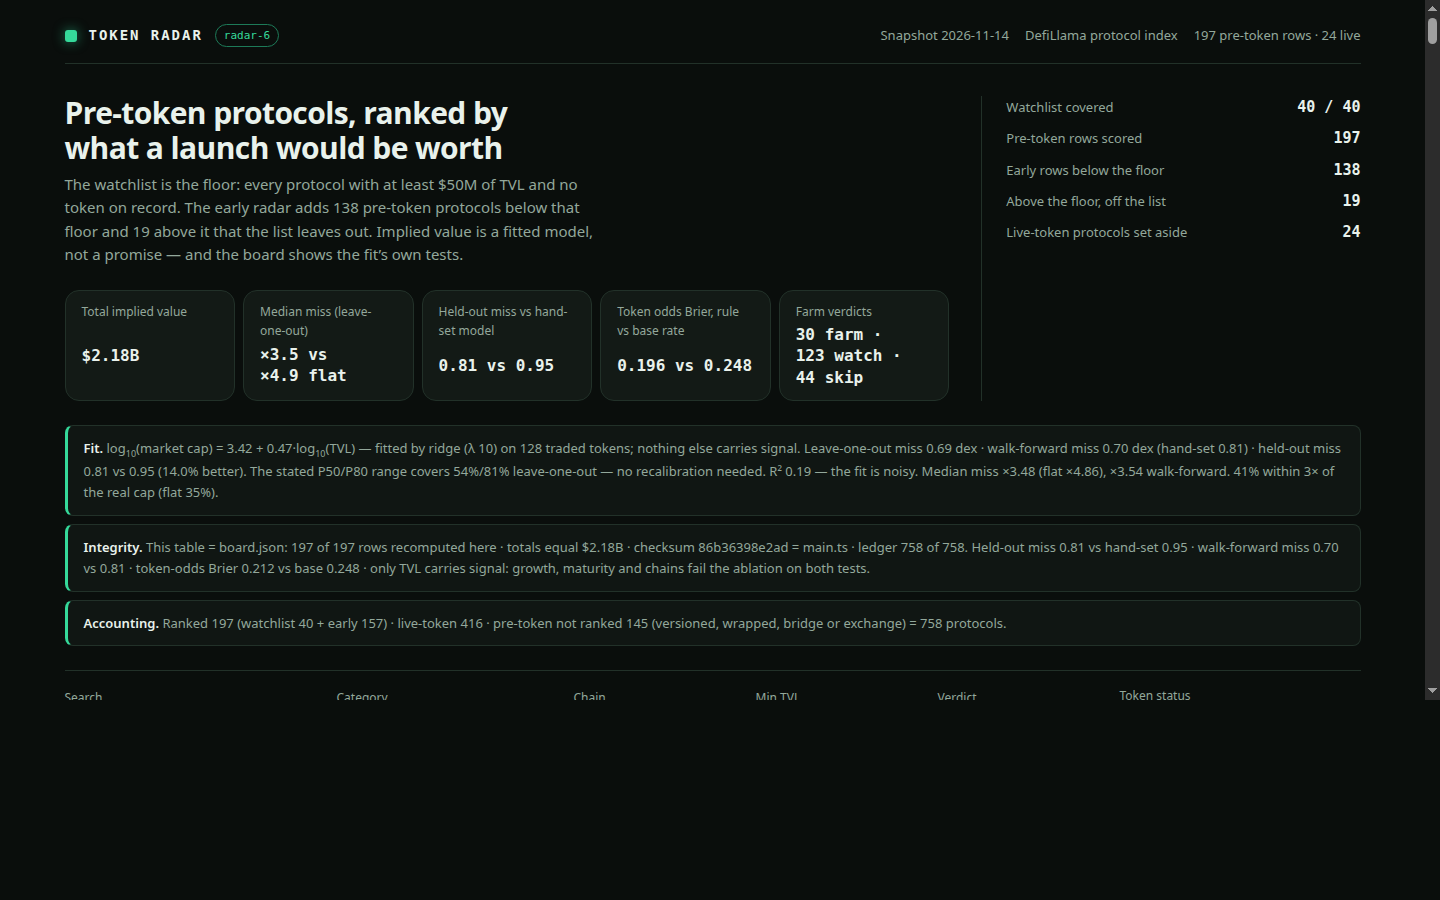 TOKEN RADAR radar-6
Snapshot 2026-11-14 DefiLlama protocol index 197 pre-token rows · 24 live
Pre-token protocols, ranked by
what a launch would be worth
The watchlist is the floor: every protocol with at least $50M of TVL and no
token on record. The early radar adds 138 pre-token protocols below that
floor and 19 above it that the list leaves out. Implied value is a fitted model,
not a promise — and the board shows the fit’s own tests.
Watchlist covered 40 / 40
Pre-token rows scored 197
Early rows below the floor 138
Above the floor, off the list 19
Live-token protocols set aside 24
Total implied value
$2.18B
Median miss (leave-
one-out)
×3.5 vs
×4.9 flat
Held-out miss vs hand-
set model
0.81 vs 0.95
Token odds Brier, rule
vs base rate
0.196 vs 0.248
Farm verdicts
30 farm ·
123 watch ·
44 skip
Fit. log10(market cap) = 3.42 + 0.47·log10(TVL) — fitted by ridge (λ 10) on 128 traded tokens; nothing else carries signal. Leave-one-out miss 0.69 dex · walk-forward miss 0.70 dex (hand-set 0.81) · held-out miss
0.81 vs 0.95 (14.0% better). The stated P50/P80 range covers 54%/81% leave-one-out — no recalibration needed. R² 0.19 — the fit is noisy. Median miss ×3.48 (flat ×4.86), ×3.54 walk-forward. 41% within 3× of
the real cap (flat 35%).
Integrity. This table = board.json: 197 of 197 rows recomputed here · totals equal $2.18B · checksum 86b36398e2ad = main.ts · ledger 758 of 758. Held-out miss 0.81 vs hand-set 0.95 · walk-forward miss 0.70
vs 0.81 · token-odds Brier 0.212 vs base 0.248 · only TVL carries signal: growth, maturity and chains fail the ablation on both tests.
Accounting. Ranked 197 (watchlist 40 + early 157) · live-token 416 · pre-token not ranked 145 (versioned, wrapped, bridge or exchange) = 758 protocols.
Search Category Chain Min TVL Verdict Token status